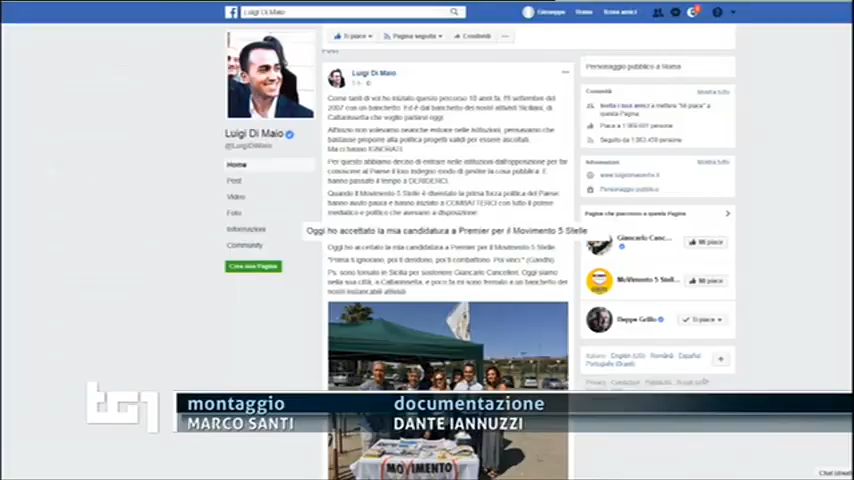 Luigi Di Maio
Giuseppe
Home
Ti piace
Pagina seguita
Condividi
Luigi Di Maio
Luigi Di Maio
@LuigiDiMaio
Home
Post
Video
Foto
Informazioni
Community
Crea una Pagina
Come tanti di voi ho iniziato questo percorso 10 anni fa,
2007 con un banchetto. Ed è dal banchetto dei nostri attivisti Siciliani, di
Caltanissetta che voglio parlarvi oggi
All'inizio non volevamo neanche entrare nelle istituzioni, pensavamo che
bastasse proporre alla politica progetti validi per essere ascoltati.
Ma ci hanno IGNORATI.
Per questo abbiamo deciso di entrare nelle istituzioni dall'opposizione per far
conoscere al Paese il loro indegno modo di gestire la cosa pubblica. E
hanno passato il tempo a DERIDERCI.
Quando il Movimento 5 Stelle è diventata la prima forza politica del Paese
hanno avuto paura e hanno iniziato a COMBATTERCI con tutto il potere
mediatico e politico che avevano a disposizione
Oggi ho accettato la mia candidatura a Premier per il Movimento 5 Stelle
Oggi ho accettato la mia candidatura a Premier per il Movimento 5 Stelle
"Prima ti ignorano, poi ti deridono, poi ti combattono. Poi vinci." (Gandhi)
Ps. sono tornato in Sicilia per sostenere Giancarlo Cancelleri. Oggi siamo
nella sua città, a Caltanissetta, e poco fa mi sono fermato a un banchetto dei
nostri instancabili attivisti
Personaggio pubblico a Roma
Comunità
Mostra tutto
Invita i tuoi amici a mettere "Mi piace" a
questa Pagina
Informazioni
Mostra tutto
www.luigidimaio.it
Personaggio pubblico
Pagine che piacciono a questa Pagina
Giancarlo Canc...
Mi piace
MoVimento 5 Stell...
Mi piace
Beppe Grillo
Ti piace
Italiano
English (US)
Română
Español
Português (Brasil)
MOVIMENTO
tg1
montaggio
MARCO SANTI
documentazione
DANTE IANNUZZI